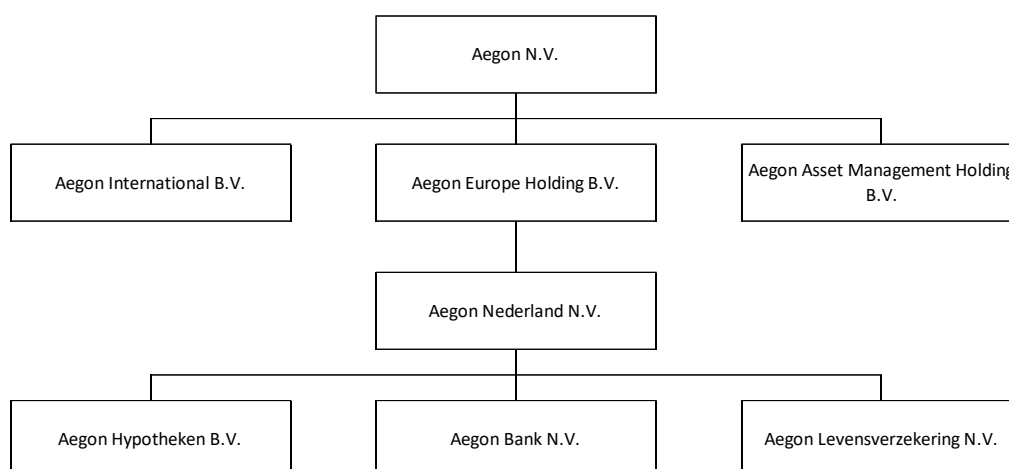 Aegon N.V.
Aegon International B.V.
Aegon Europe Holding B.V.
Aegon Asset Management Holding
B.V.
Aegon Nederland N.V.
Aegon Hypotheken B.V.
Aegon Bank N.V.
Aegon Levensverzekering N.V.